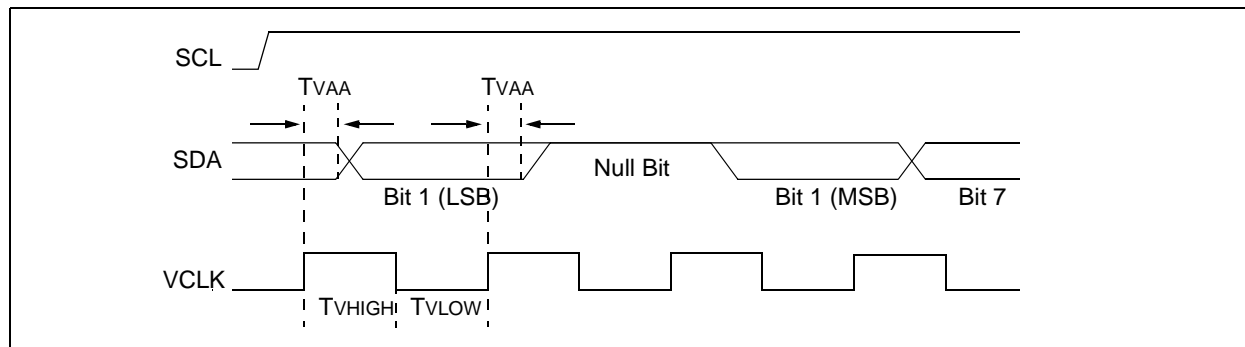 SCL
TVAA TVAA
SDA
Null Bit
Bit 1 (LSB) Bit 1 (MSB) Bit 7
VCLK
TVHIGH TVLOW